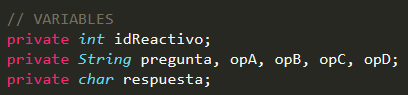 // VARIABLES
private int idReactivo;
private String pregunta, opA, opB, opC, opD;
private char respuesta;